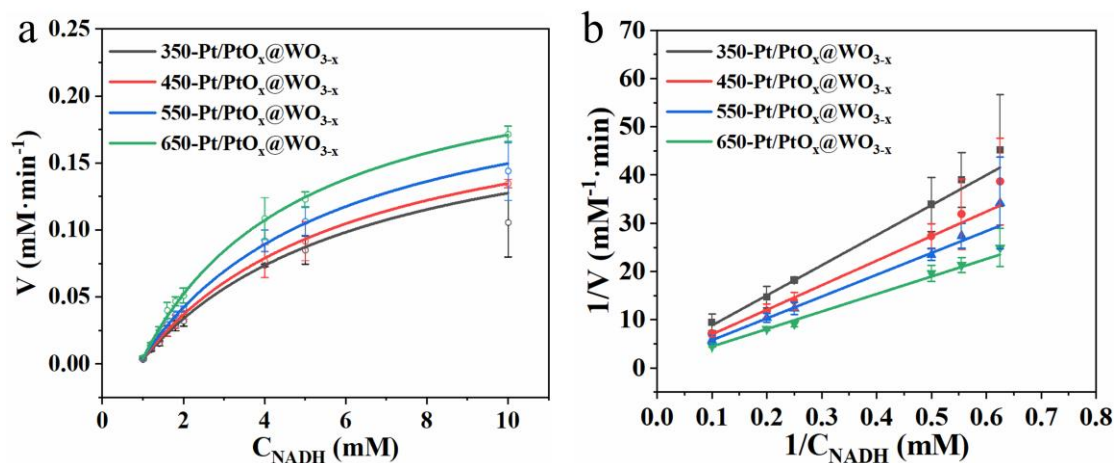 a
V (mM·min⁻¹)
0.25
0.20
0.15
0.10
0.05
0.00
350-Pt/PtOₓ@WO₃₋ₓ
450-Pt/PtOₓ@WO₃₋ₓ
550-Pt/PtOₓ@WO₃₋ₓ
650-Pt/PtOₓ@WO₃₋ₓ
0 2 4 6 8 10
C_NADH (mM)
b
1/V (mM⁻¹·min)
70
60
50
40
30
20
10
0
350-Pt/PtOₓ@WO₃₋ₓ
450-Pt/PtOₓ@WO₃₋ₓ
550-Pt/PtOₓ@WO₃₋ₓ
650-Pt/PtOₓ@WO₃₋ₓ
0.0 0.1 0.2 0.3 0.4 0.5 0.6 0.7 0.8
1/C_NADH (mM)